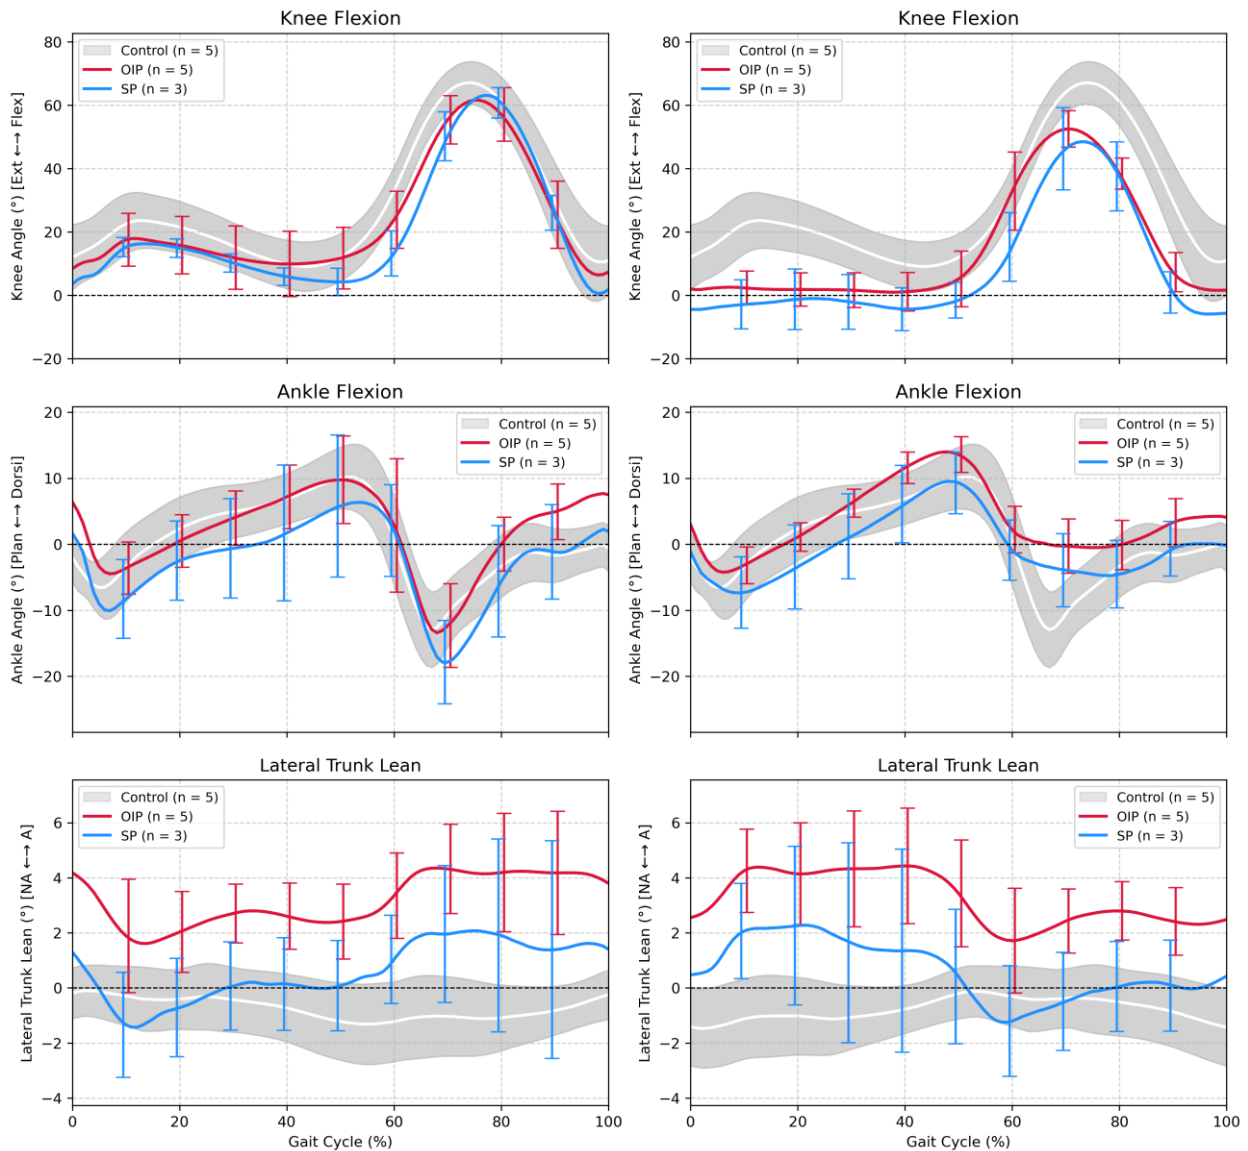 Knee Flexion
Knee Angle (°) [Ext ←→ Flex]
80
60
40
20
0
−20
Control (n = 5)
OIP (n = 5)
SP (n = 3)
Knee Flexion
Knee Angle (°) [Ext ←→ Flex]
80
60
40
20
0
−20
Control (n = 5)
OIP (n = 5)
SP (n = 3)
Ankle Flexion
Ankle Angle (°) [Plan ←→ Dorsi]
20
10
0
−10
−20
Control (n = 5)
OIP (n = 5)
SP (n = 3)
Ankle Flexion
Ankle Angle (°) [Plan ←→ Dorsi]
20
10
0
−10
−20
Control (n = 5)
OIP (n = 5)
SP (n = 3)
Lateral Trunk Lean
Lateral Trunk Lean (°) [NA ←→ A]
6
4
2
0
−2
−4
Control (n = 5)
OIP (n = 5)
SP (n = 3)
0 20 40 60 80 100
Gait Cycle (%)
Lateral Trunk Lean
Lateral Trunk Lean (°) [NA ←→ A]
6
4
2
0
−2
−4
Control (n = 5)
OIP (n = 5)
SP (n = 3)
0 20 40 60 80 100
Gait Cycle (%)